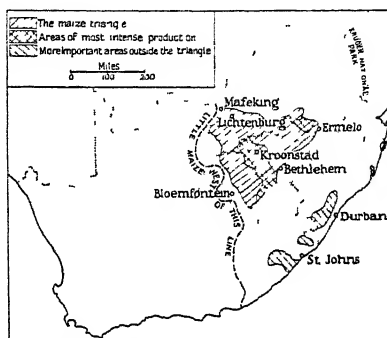 The maize triangle
Areas of most intense production
More important areas outside the triangle
Miles
0 100 200
KRUGER NATIONAL
PARK
Mafeking
Lichtenburg
Ermelo
Kroonstad
Bethlehem
Bloemfontein
Durban
St. Johns
LITTLE MAIZE WEST OF THIS LINE